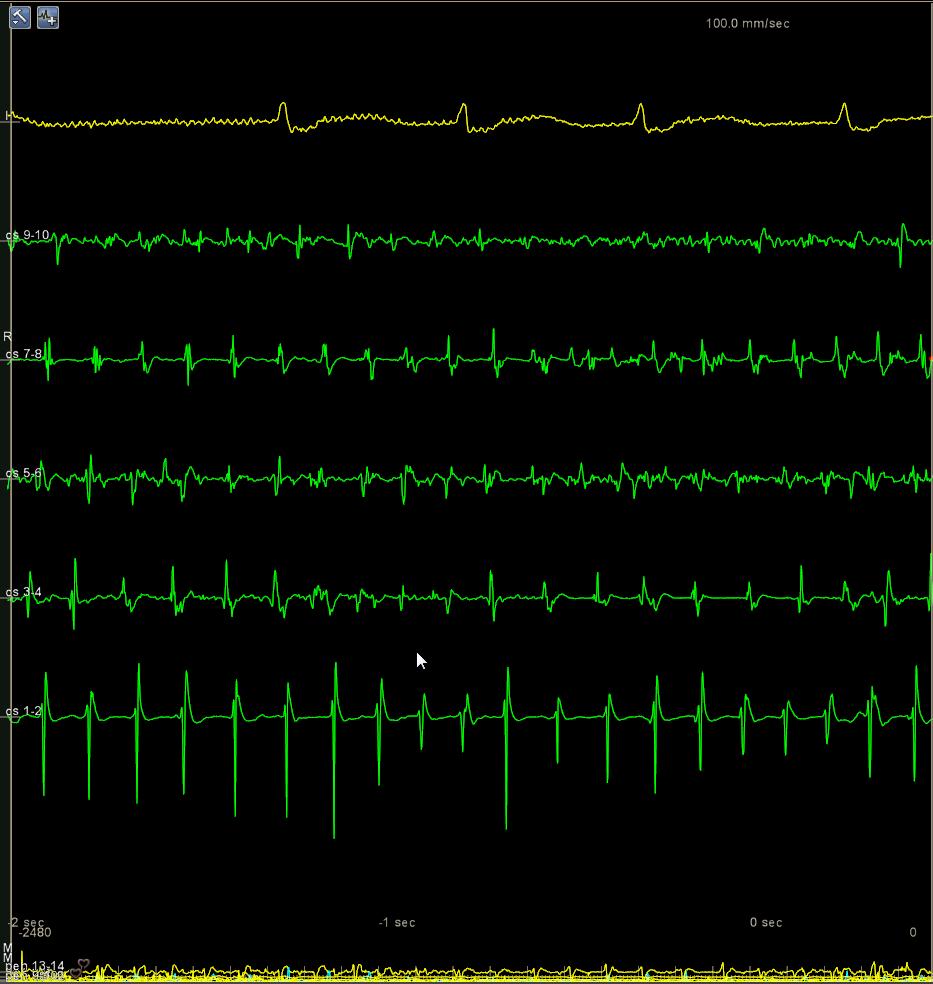 100.0 mm/sec
I
cs 9-10
R
cs 7-8
cs 5-6
cs 3-4
cs 1-2
-2 sec -1 sec 0 sec
-2480 0
M
M
pen 13,14